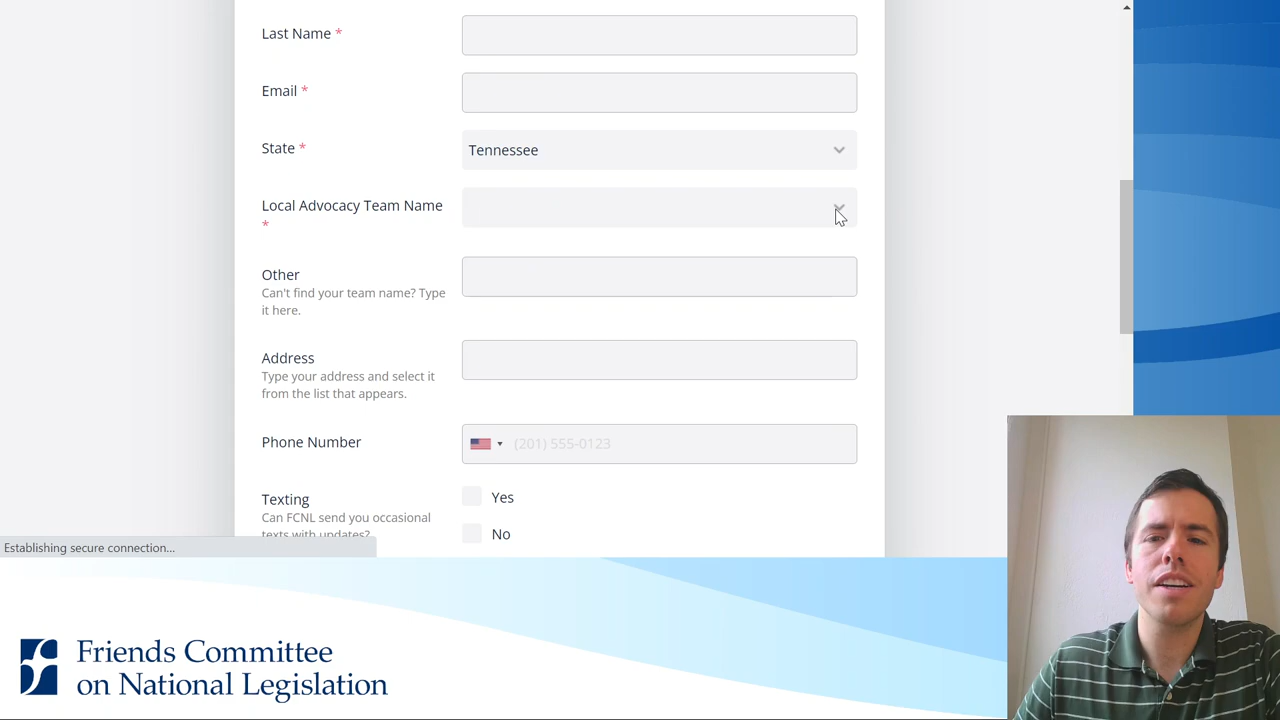 Last Name *
Email *
State *
Tennessee
Local Advocacy Team Name
*
Other
Can't find your team name? Type
it here.
Address
Type your address and select it
from the list that appears.
Phone Number
(201) 555-0123
Texting
Can FCNL send you occasional
texts with updates?
Yes
No
Establishing secure connection...
Friends Committee
on National Legislation